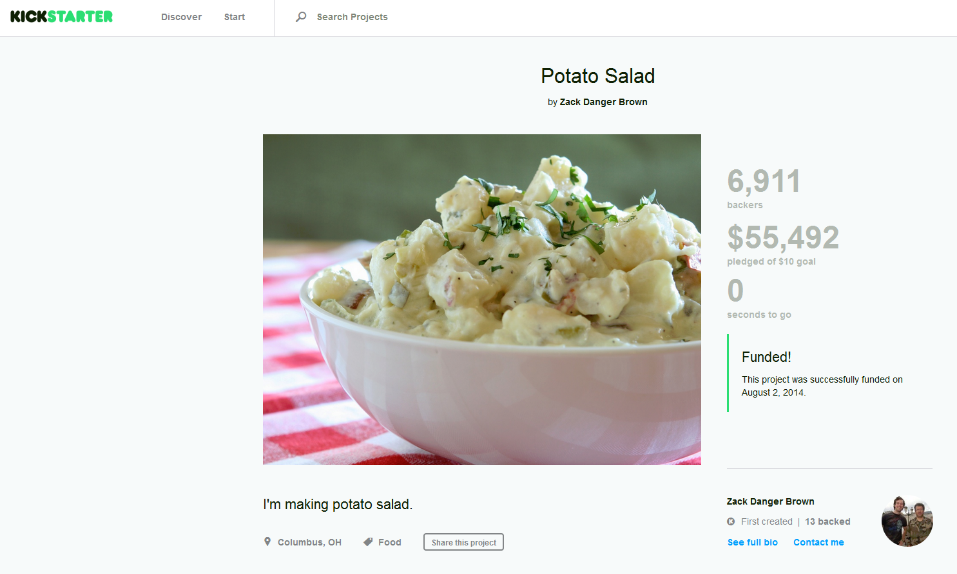 KICKSTARTER Discover Start Search Projects
Potato Salad
by Zack Danger Brown
6,911
backers
$55,492
pledged of $10 goal
0
seconds to go
Funded!
This project was successfully funded on
August 2, 2014.
I'm making potato salad.
Columbus, OH Food Share this project
Zack Danger Brown
First created | 13 backed
See full bio Contact me